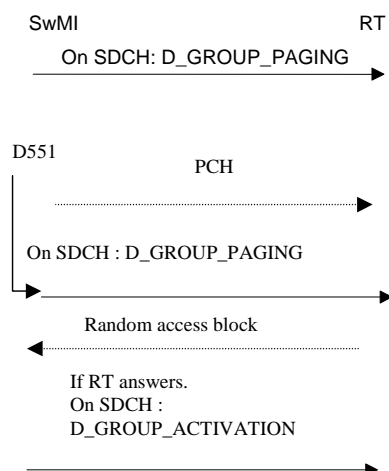 SwMI RT
On SDCH: D_GROUP_PAGING
D551
PCH
On SDCH : D_GROUP_PAGING
Random access block
If RT answers.
On SDCH :
D_GROUP_ACTIVATION